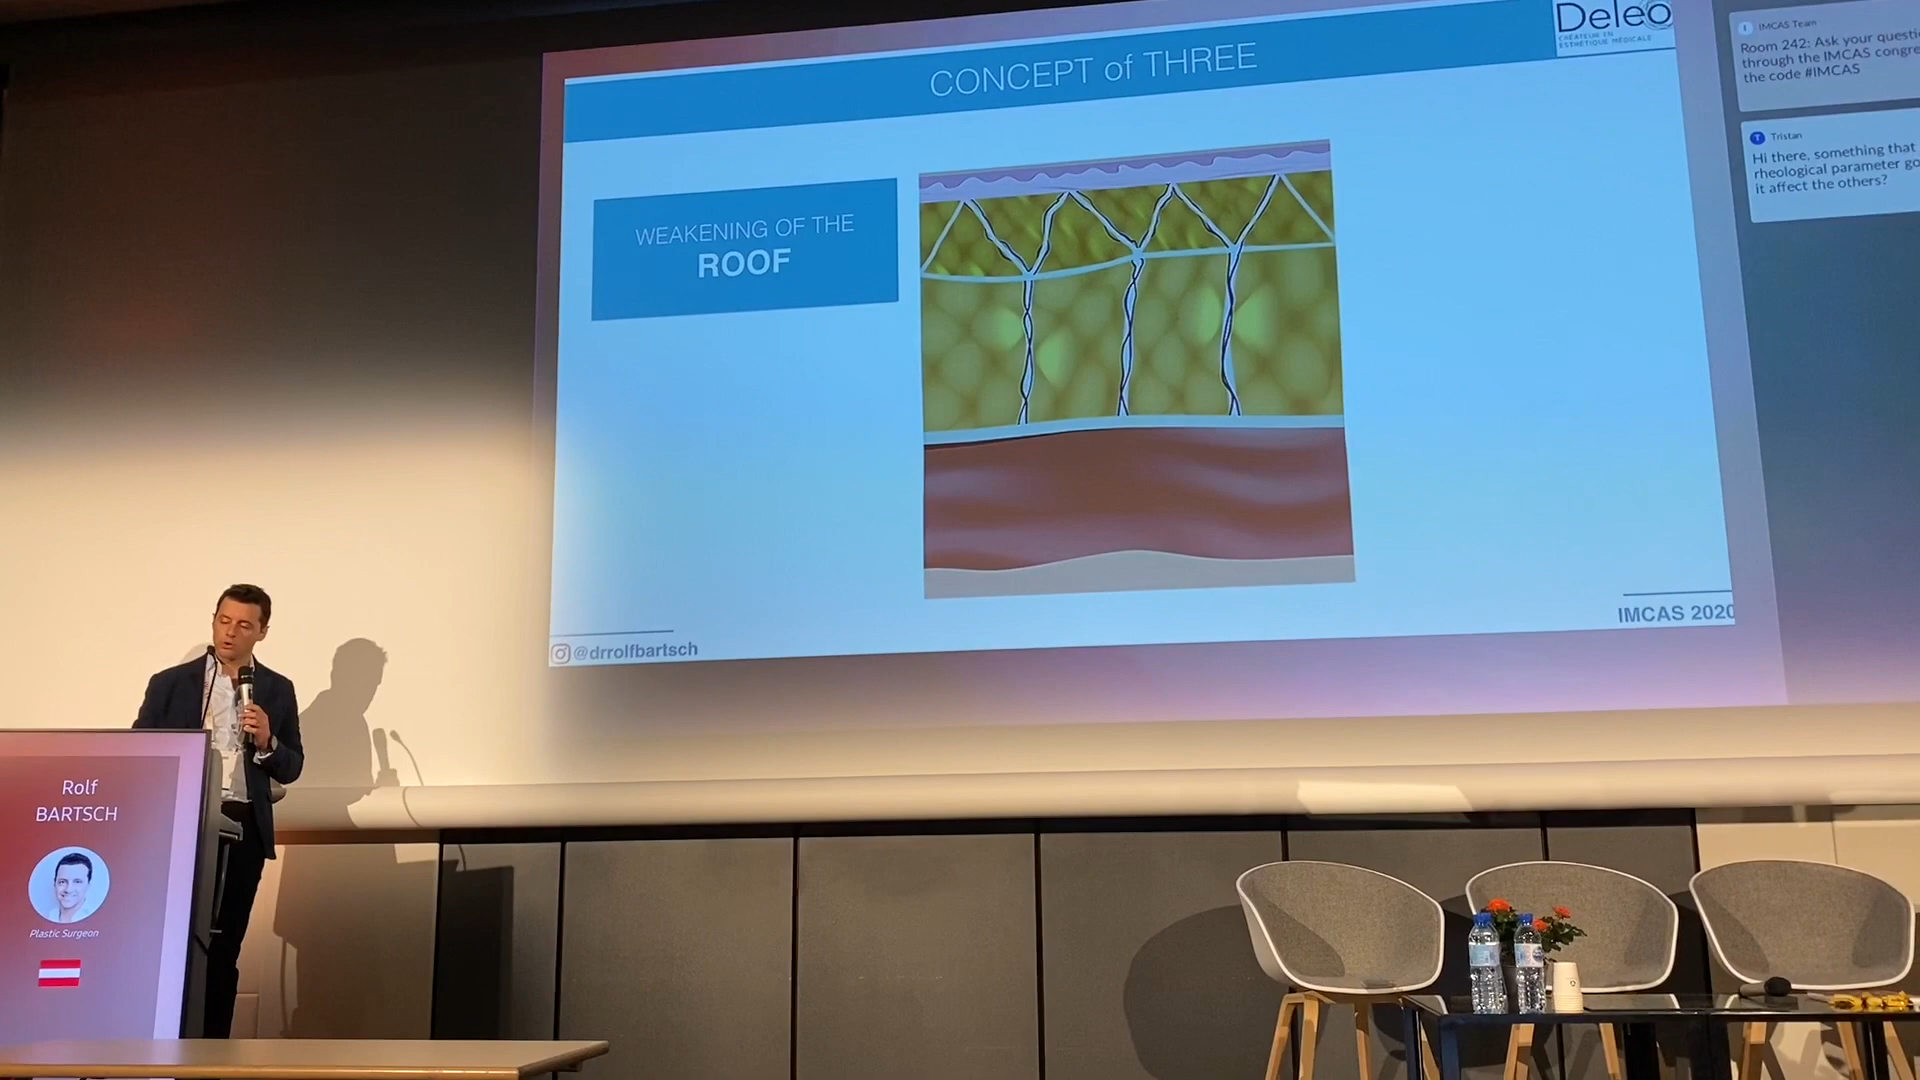 CONCEPT of THREE
Deleo
CRÉATEUR EN
ESTHÉTIQUE MÉDICALE
WEAKENING OF THE
ROOF
@drrolfbartsch
IMCAS 2020
I
IMCAS Team
Room 242: Ask your questi
through the IMCAS congre
the code #IMCAS
T
Tristan
Hi there, something that
rheological parameter go
it affect the others?
Rolf
BARTSCH
Plastic Surgeon